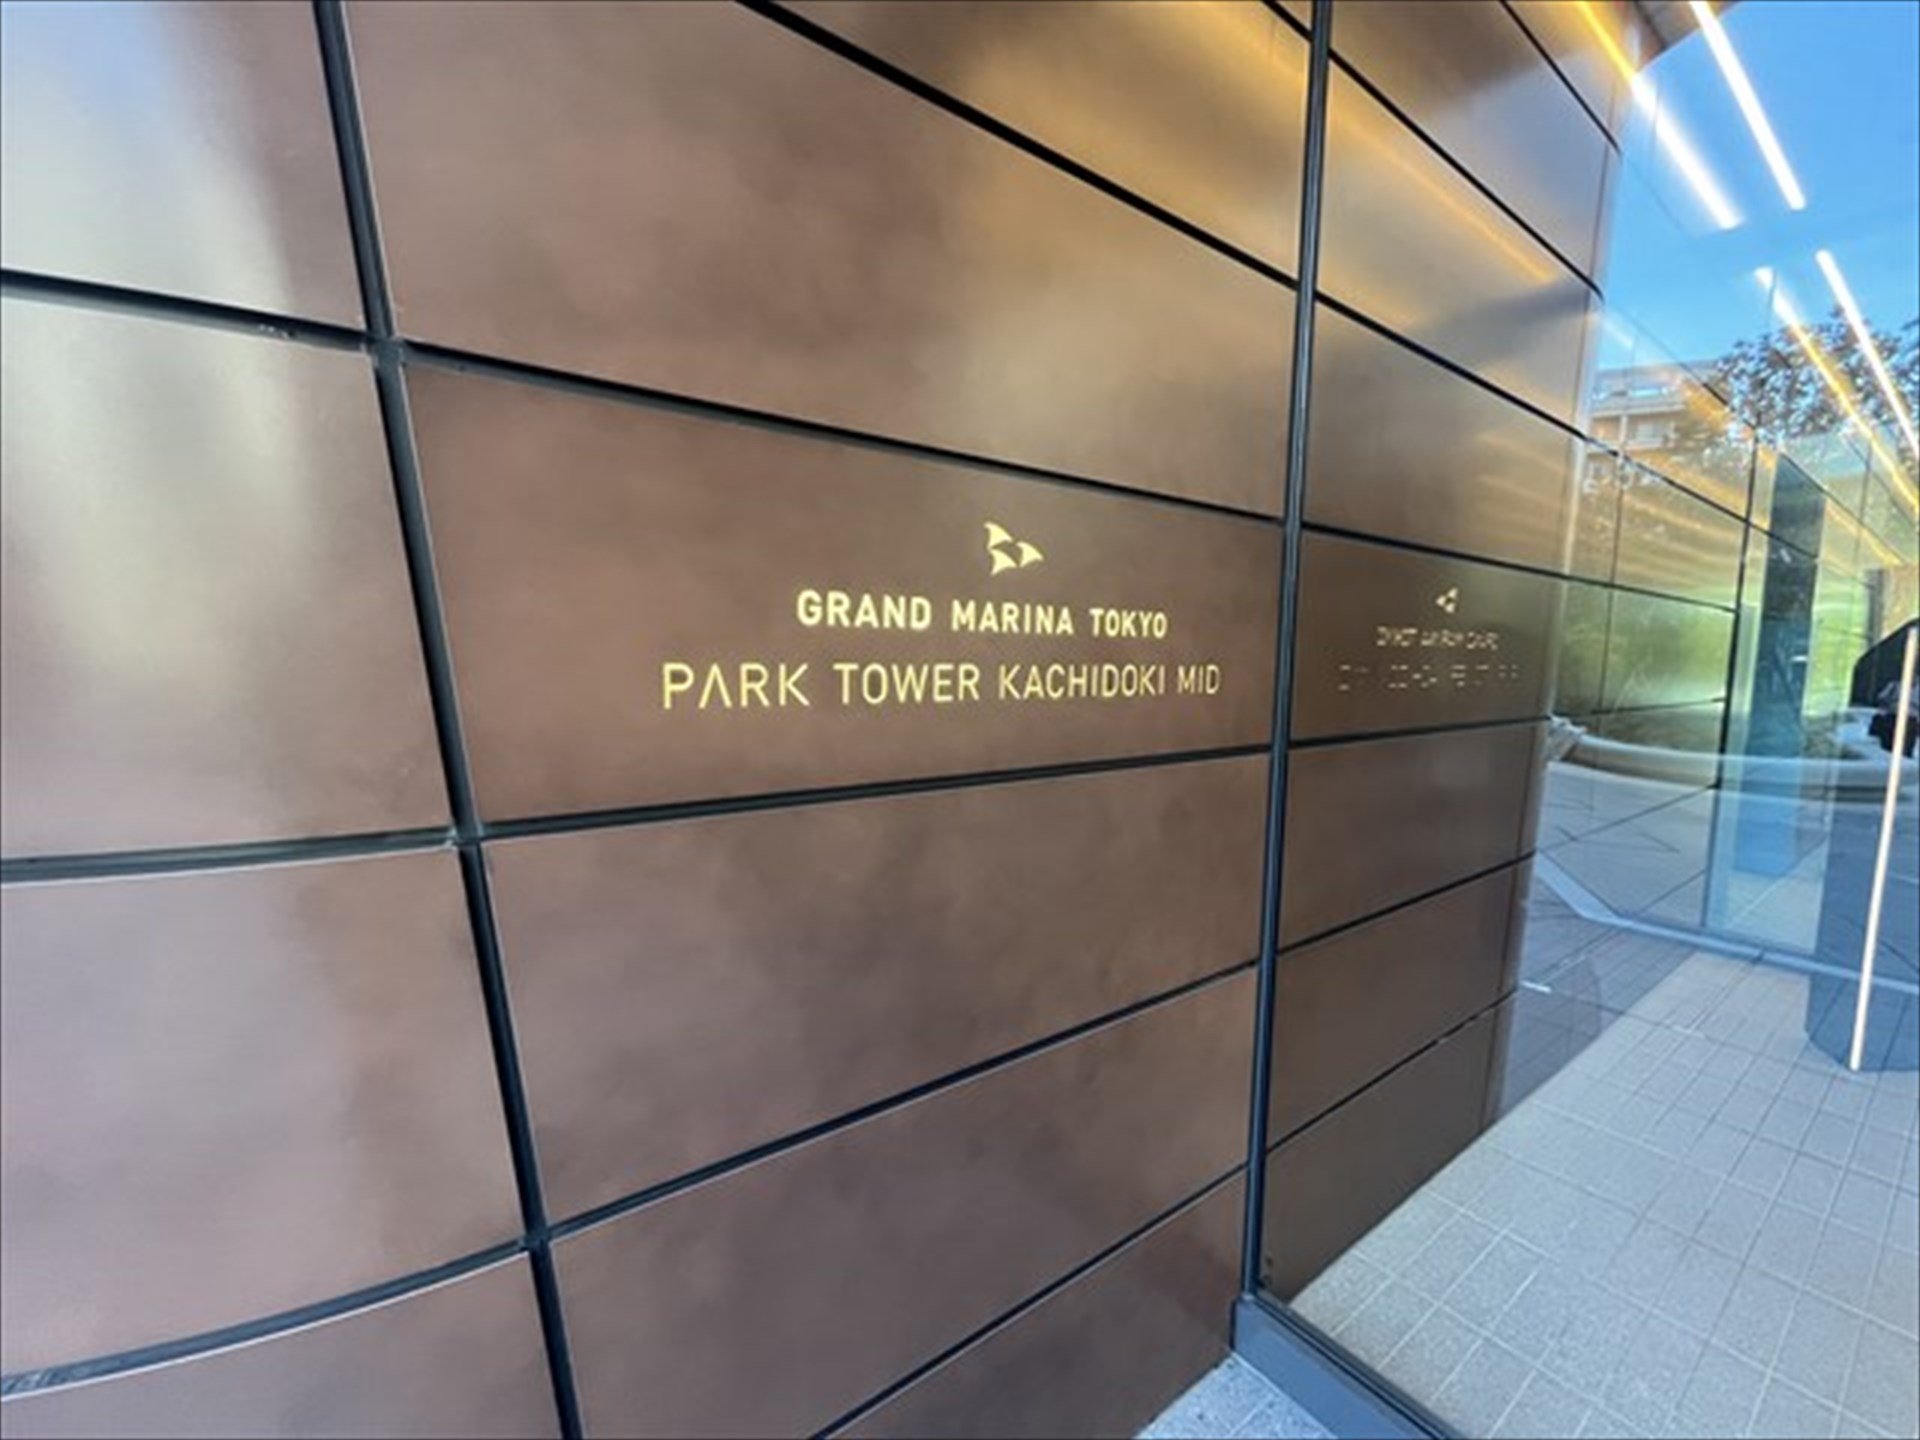 GRAND MARINA TOKYO
PARK TOWER KACHIDOKI MID